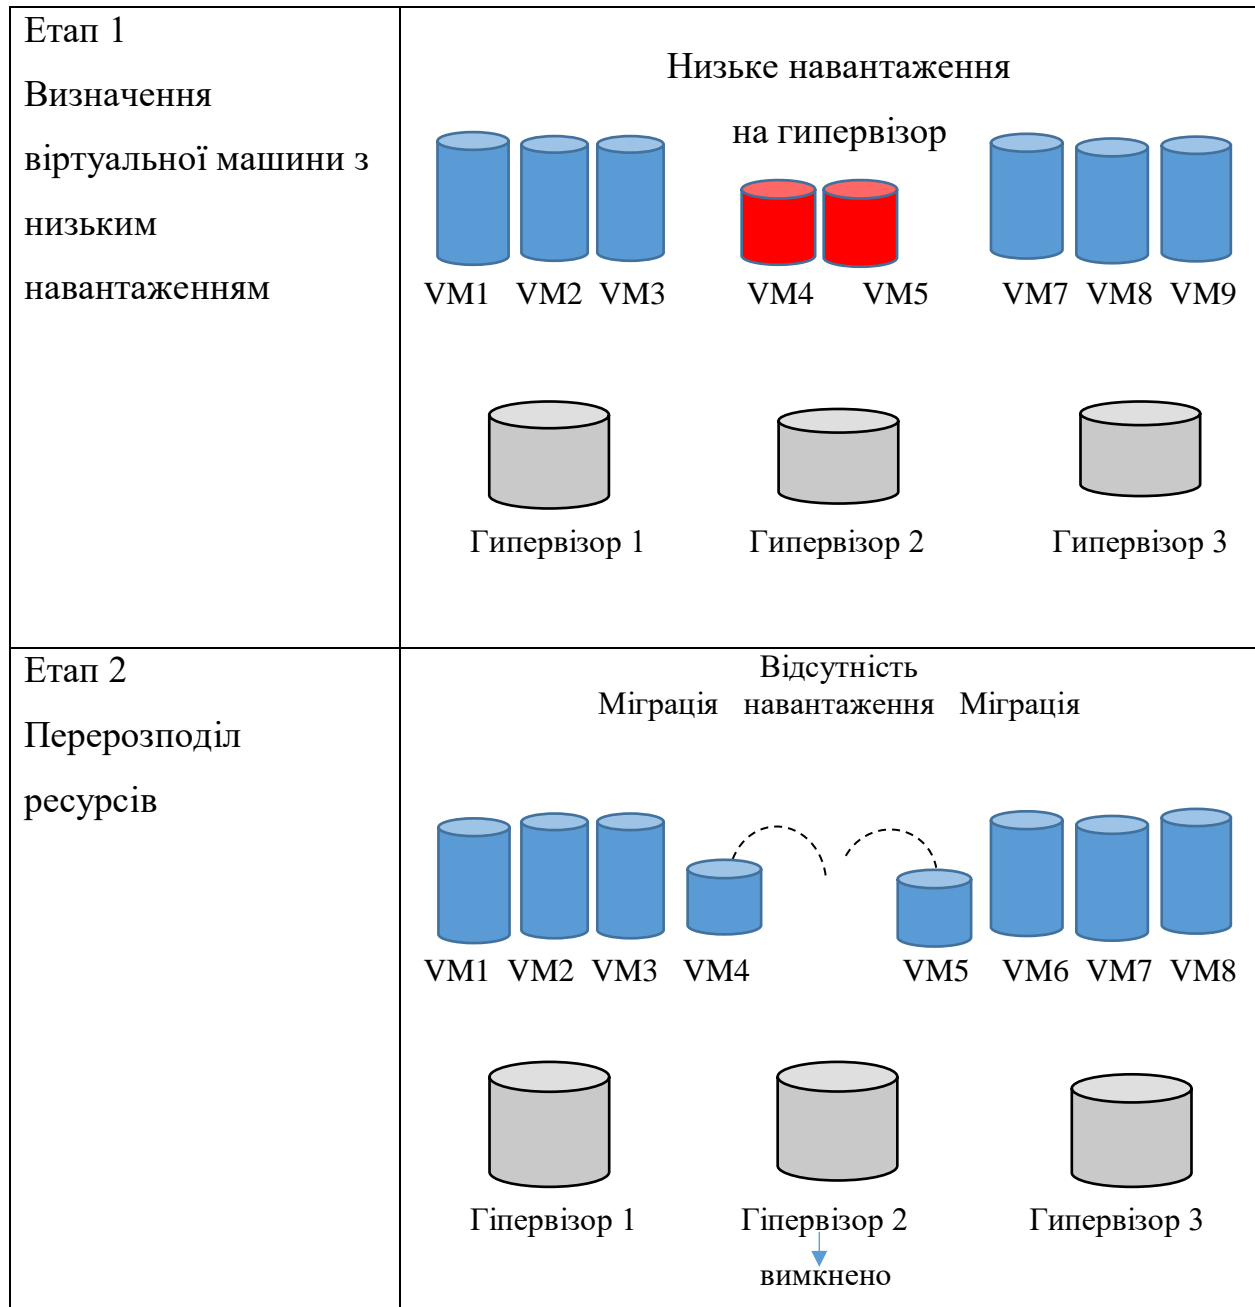 Етап 1
Визначення
віртуальної машини з
низьким
навантаженням
Низьке навантаження
на гипервізор
VM1 VM2 VM3 VM4 VM5 VM7 VM8 VM9
Гипервізор 1 Гипервізор 2 Гипервізор 3
Етап 2
Перерозподіл
ресурсів
Відсутність
Міграція навантаження Міграція
VM1 VM2 VM3 VM4 VM5 VM6 VM7 VM8
Гіпервізор 1 Гіпервізор 2 Гипервізор 3
вимкнено